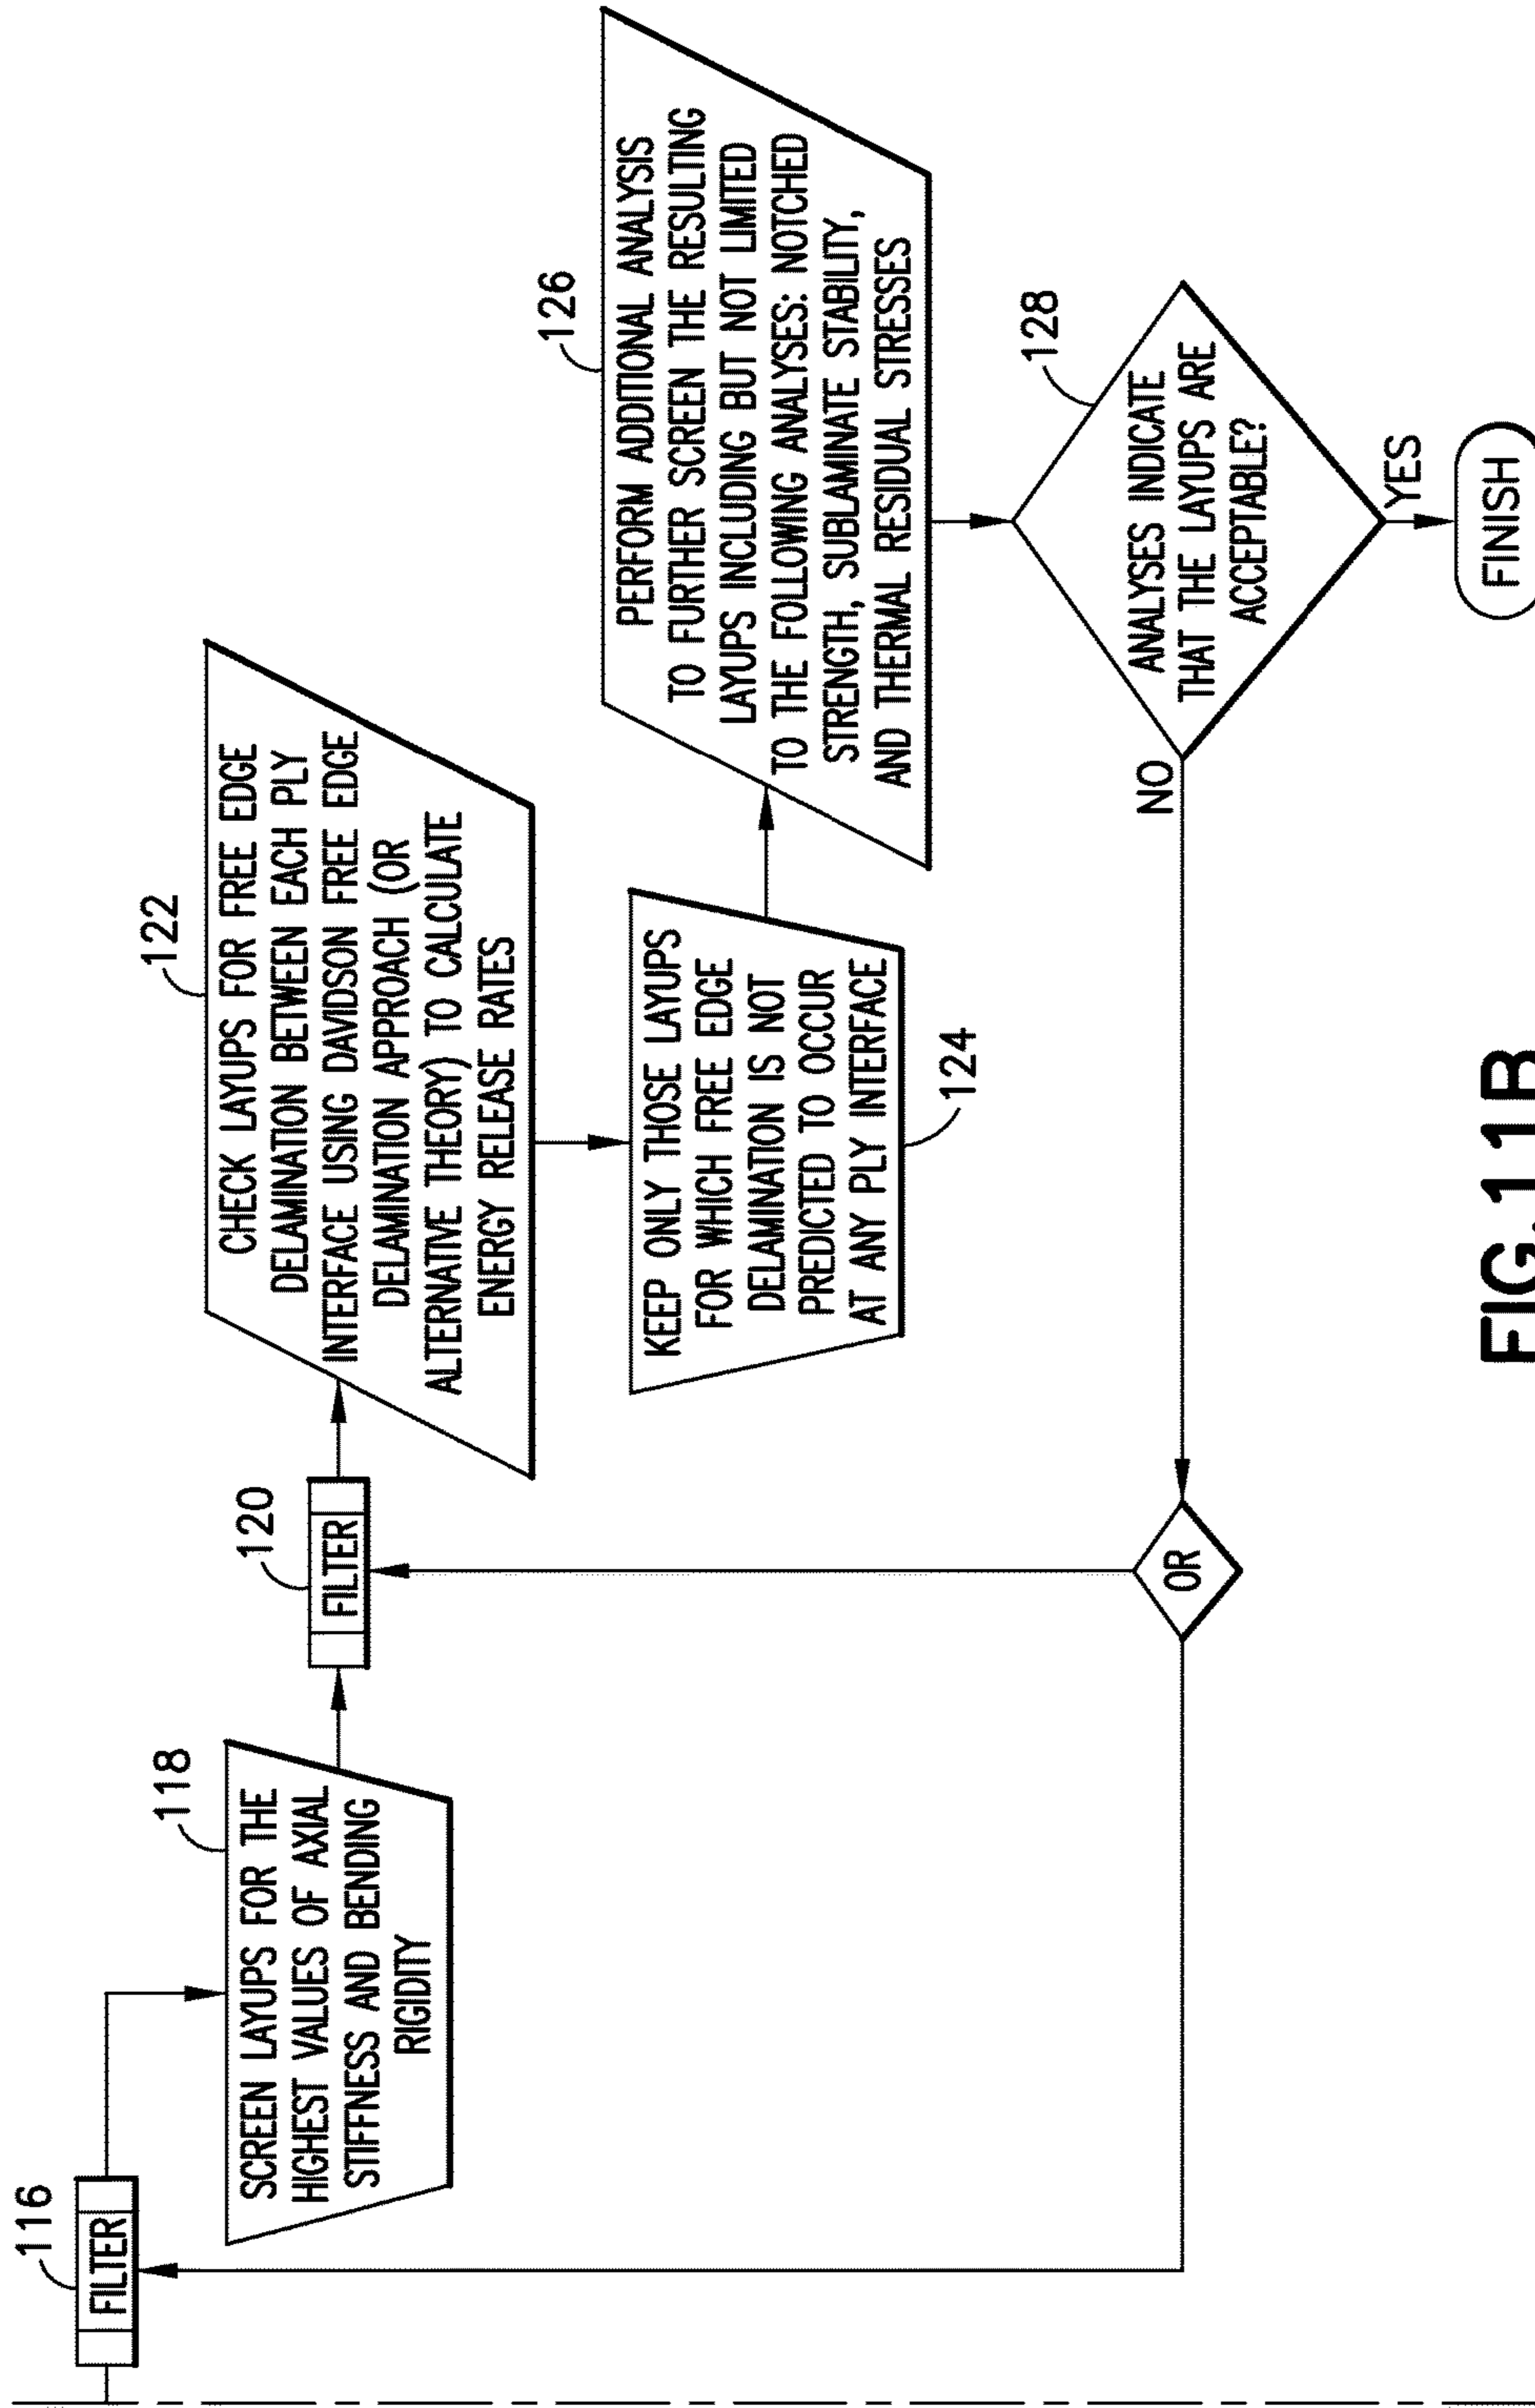 116
FILTER
118
SCREEN LAYUPS FOR THE
HIGHEST VALUES OF AXIAL
STIFFNESS AND BENDING
RIGIDITY
120
FILTER
122
CHECK LAYUPS FOR FREE EDGE
DELAMINATION BETWEEN EACH PLY
INTERFACE USING DAVIDSON FREE EDGE
DELAMINATION APPROACH (OR
ALTERNATIVE THEORY) TO CALCULATE
ENERGY RELEASE RATES
KEEP ONLY THOSE LAYUPS
FOR WHICH FREE EDGE
DELAMINATION IS NOT
PREDICTED TO OCCUR
AT ANY PLY INTERFACE
124
126
PERFORM ADDITIONAL ANALYSIS
TO FURTHER SCREEN THE RESULTING
LAYUPS INCLUDING BUT NOT LIMITED
TO THE FOLLOWING ANALYSES: NOTCHED
STRENGTH, SUBLAMINATE STABILITY,
AND THERMAL RESIDUAL STRESSES
128
ANALYSES INDICATE
THAT THE LAYUPS ARE
ACCEPTABLE?
NO
YES
OR
FINISH
FIG.11B